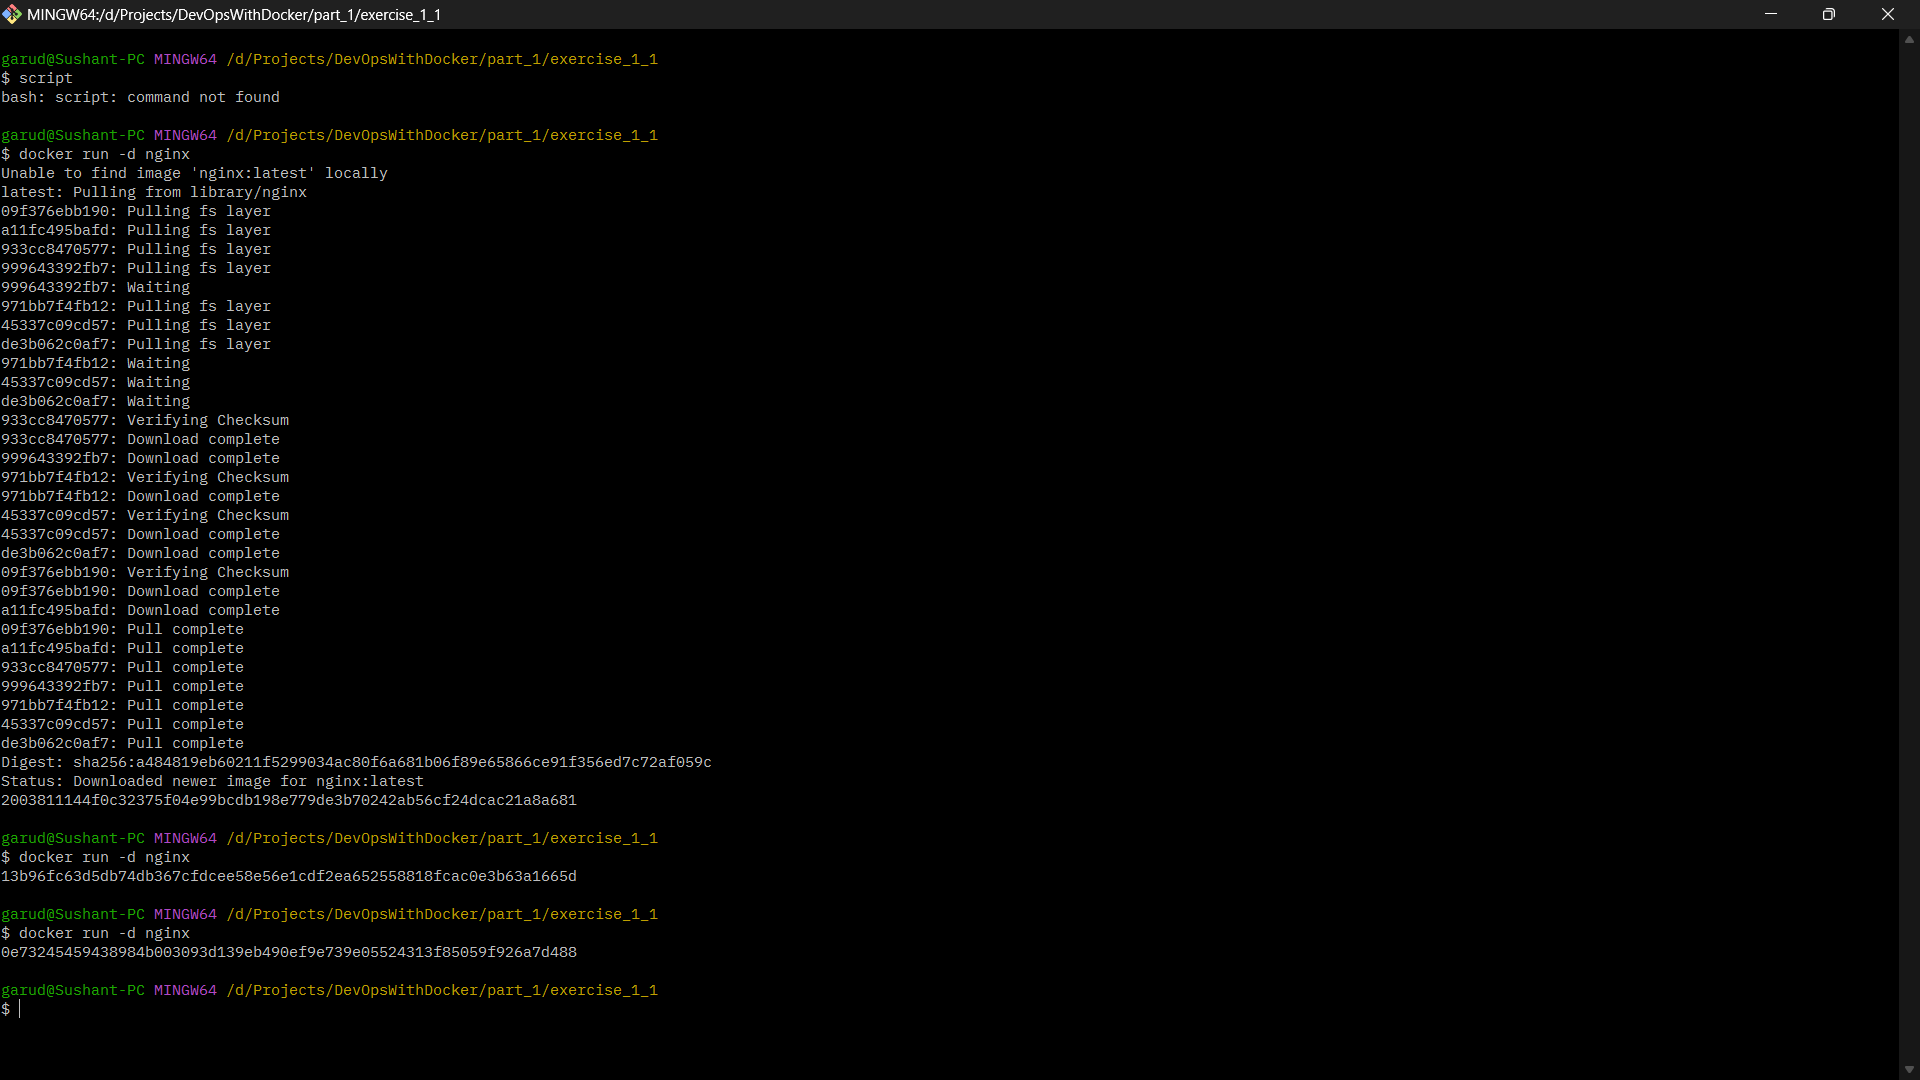 MINGW64:/d/Projects/DevOpsWithDocker/part_1/exercise_1_1
garud@Sushant-PC MINGW64 /d/Projects/DevOpsWithDocker/part_1/exercise_1_1
$ script
bash: script: command not found
garud@Sushant-PC MINGW64 /d/Projects/DevOpsWithDocker/part_1/exercise_1_1
$ docker run -d nginx
Unable to find image 'nginx:latest' locally
latest: Pulling from library/nginx
09f376ebb190: Pulling fs layer
a11fc495bafd: Pulling fs layer
933cc8470577: Pulling fs layer
999643392fb7: Pulling fs layer
999643392fb7: Waiting
971bb7f4fb12: Pulling fs layer
45337c09cd57: Pulling fs layer
de3b062c0af7: Pulling fs layer
971bb7f4fb12: Waiting
45337c09cd57: Waiting
de3b062c0af7: Waiting
933cc8470577: Verifying Checksum
933cc8470577: Download complete
999643392fb7: Download complete
971bb7f4fb12: Verifying Checksum
971bb7f4fb12: Download complete
45337c09cd57: Verifying Checksum
45337c09cd57: Download complete
de3b062c0af7: Download complete
09f376ebb190: Verifying Checksum
09f376ebb190: Download complete
a11fc495bafd: Download complete
09f376ebb190: Pull complete
a11fc495bafd: Pull complete
933cc8470577: Pull complete
999643392fb7: Pull complete
971bb7f4fb12: Pull complete
45337c09cd57: Pull complete
de3b062c0af7: Pull complete
Digest: sha256:a484819eb60211f5299034ac80f6a681b06f89e65866ce91f356ed7c72af059c
Status: Downloaded newer image for nginx:latest
2003811144f0c32375f04e99bcdb198e779de3b70242ab56cf24dcac21a8a681
garud@Sushant-PC MINGW64 /d/Projects/DevOpsWithDocker/part_1/exercise_1_1
$ docker run -d nginx
13b96fc63d5db74db367cfdcee58e56e1cdf2ea652558818fcac0e3b63a1665d
garud@Sushant-PC MINGW64 /d/Projects/DevOpsWithDocker/part_1/exercise_1_1
$ docker run -d nginx
0e73245459438984b003093d139eb490ef9e739e05524313f85059f926a7d488
garud@Sushant-PC MINGW64 /d/Projects/DevOpsWithDocker/part_1/exercise_1_1
$